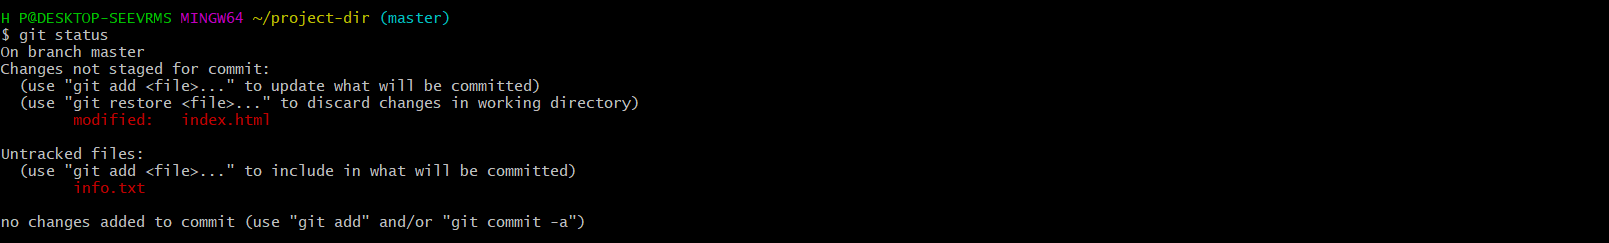 H P@DESKTOP-SEEVRMS MINGW64 ~/project-dir (master)
$ git status
On branch master
Changes not staged for commit:
  (use "git add <file>..." to update what will be committed)
  (use "git restore <file>..." to discard changes in working directory)
        modified:   index.html

Untracked files:
  (use "git add <file>..." to include in what will be committed)
        info.txt

no changes added to commit (use "git add" and/or "git commit -a")